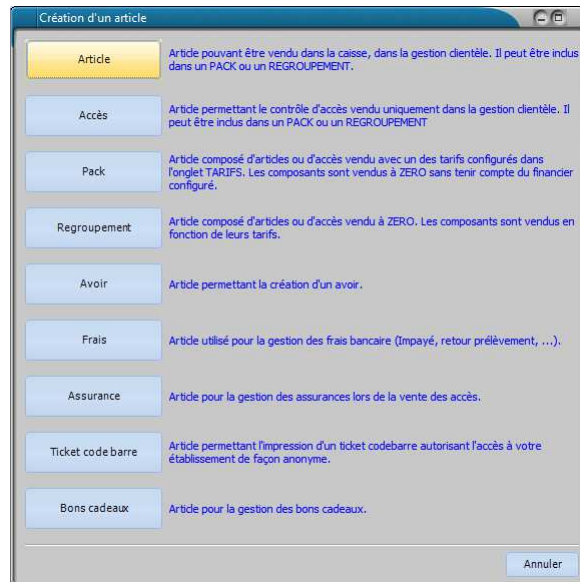 Création d'un article
Article
Article pouvant être vendu dans la caisse, dans la gestion clientèle. Il peut être inclus
dans un PACK ou un REGROUPEMENT.
Accès
Article permettant le contrôle d'accès vendu uniquement dans la gestion clientèle. Il
peut être inclus dans un PACK ou un REGROUPEMENT
Pack
Article composé d'articles ou d'accès vendu avec un des tarifs configurés dans
l'onglet TARIFS. Les composants sont vendus à ZERO sans tenir compte du financier
configuré.
Regroupement
Article composé d'articles ou d'accès vendu à ZERO. Les composants sont vendus en
fonction de leurs tarifs.
Avoir
Article permettant la création d'un avoir.
Frais
Article utilisé pour la gestion des frais bancaire (Impayé, retour prélèvement, ...).
Assurance
Article pour la gestion des assurances lors de la vente des accès.
Ticket code barre
Article permettant l'impression d'un ticket codebarre autorisant l'accès à votre
établissement de façon anonyme.
Bons cadeaux
Article pour la gestion des bons cadeaux.
Annuler